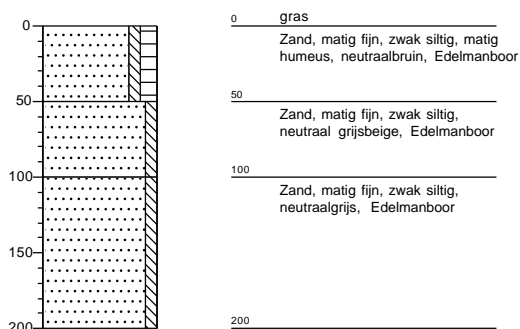 0
50
100
150
200
0 gras
Zand, matig fijn, zwak siltig, matig
humeus, neutraalbruin, Edelmanboor
50
Zand, matig fijn, zwak siltig,
neutraal grijsbeige, Edelmanboor
100
Zand, matig fijn, zwak siltig,
neutraalgrijs, Edelmanboor
200